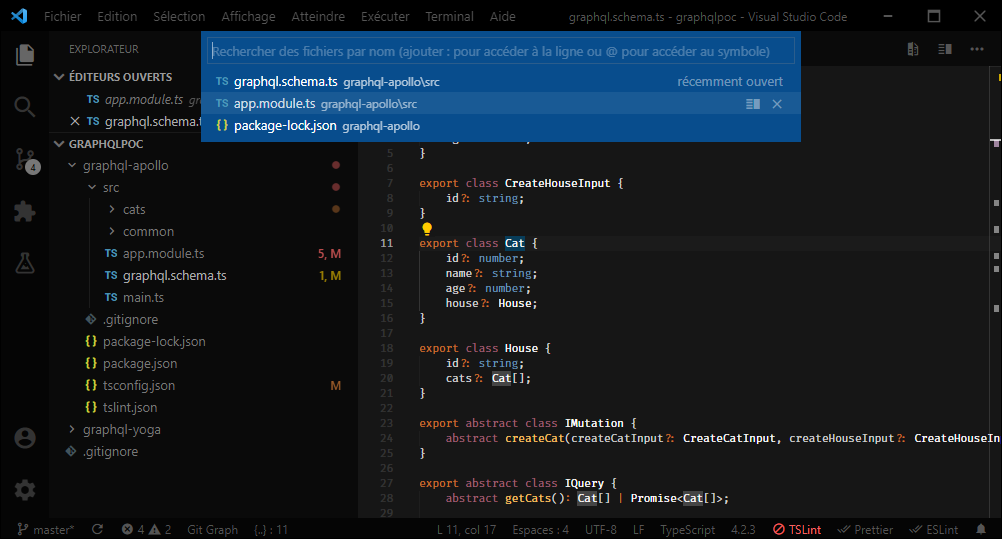 Fichier Edition Sélection Affichage Atteindre Exécuter Terminal Aide graphql.schema.ts - graphqlpoc - Visual Studio Code
EXPLORATEUR
Rechercher des fichiers par nom (ajouter : pour accéder à la ligne ou @ pour accéder au symbole)
TS graphql.schema.ts graphql-apollo\src récemment ouvert
TS app.module.ts graphql-apollo\src
{} package-lock.json graphql-apollo
ÉDITEURS OUVERTS
TS app.module.ts
TS graphql.schema.ts
GRAPHQLPOC
graphql-apollo
src
cats
common
TS app.module.ts 5, M
TS graphql.schema.ts 1, M
TS main.ts
.gitignore
{} package-lock.json
{} package.json
{} tsconfig.json M
{} tslint.json
graphql-yoga
.gitignore
4
5 }
6
7 export class CreateHouseInput {
8 id?: string;
9 }
10
11 export class Cat {
12 id?: number;
13 name?: string;
14 age?: number;
15 house?: House;
16 }
17
18 export class House {
19 id?: string;
20 cats?: Cat[];
21 }
22
23 export abstract class IMutation {
24 abstract createCat(createCatInput?: CreateCatInput, createHouseInput?: CreateHouseIn
25 }
26
27 export abstract class IQuery {
28 abstract getCats(): Cat[] | Promise<Cat[]>;
29
master* 4 2 Git Graph {..} : 11 L 11, col 17 Espaces : 4 UTF-8 LF TypeScript 4.2.3 TSLint Prettier ESLint